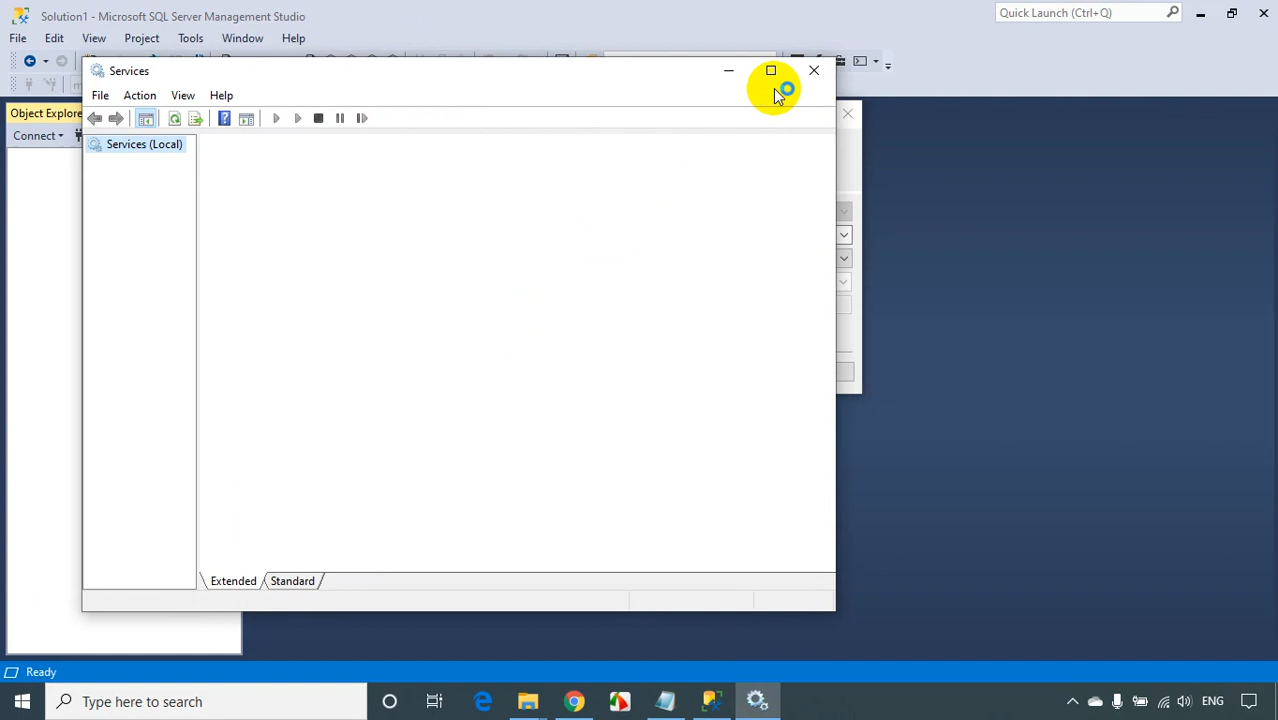 Solution1 - Microsoft SQL Server Management Studio
Quick Launch (Ctrl+Q)
File Edit View Project Tools Window Help
Services
File Action View Help
Object Explore
Connect
Services (Local)
Extended Standard
Ready
Type here to search
ENG